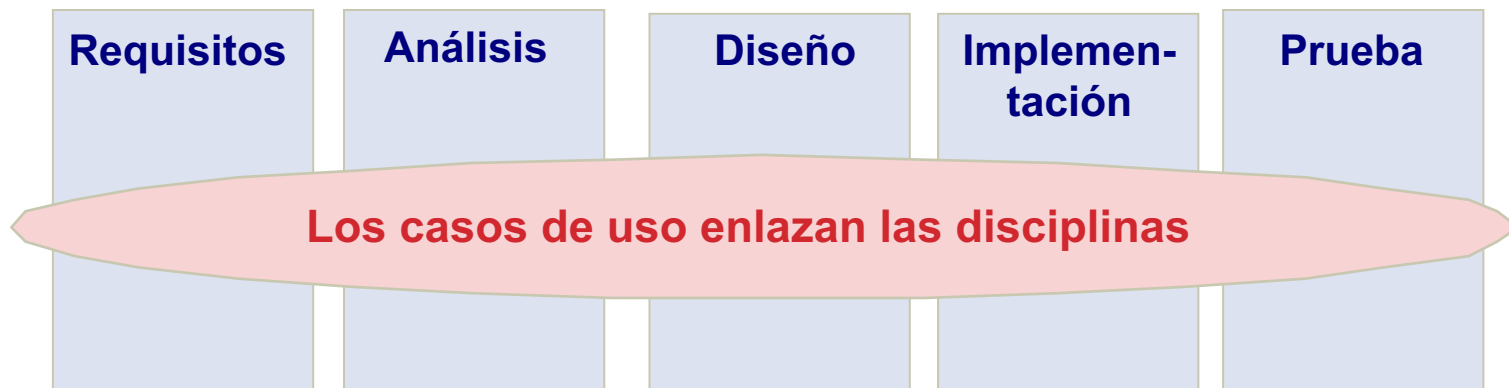 Requisitos
Análisis
Diseño
Implemen-
tación
Prueba
Los casos de uso enlazan las disciplinas